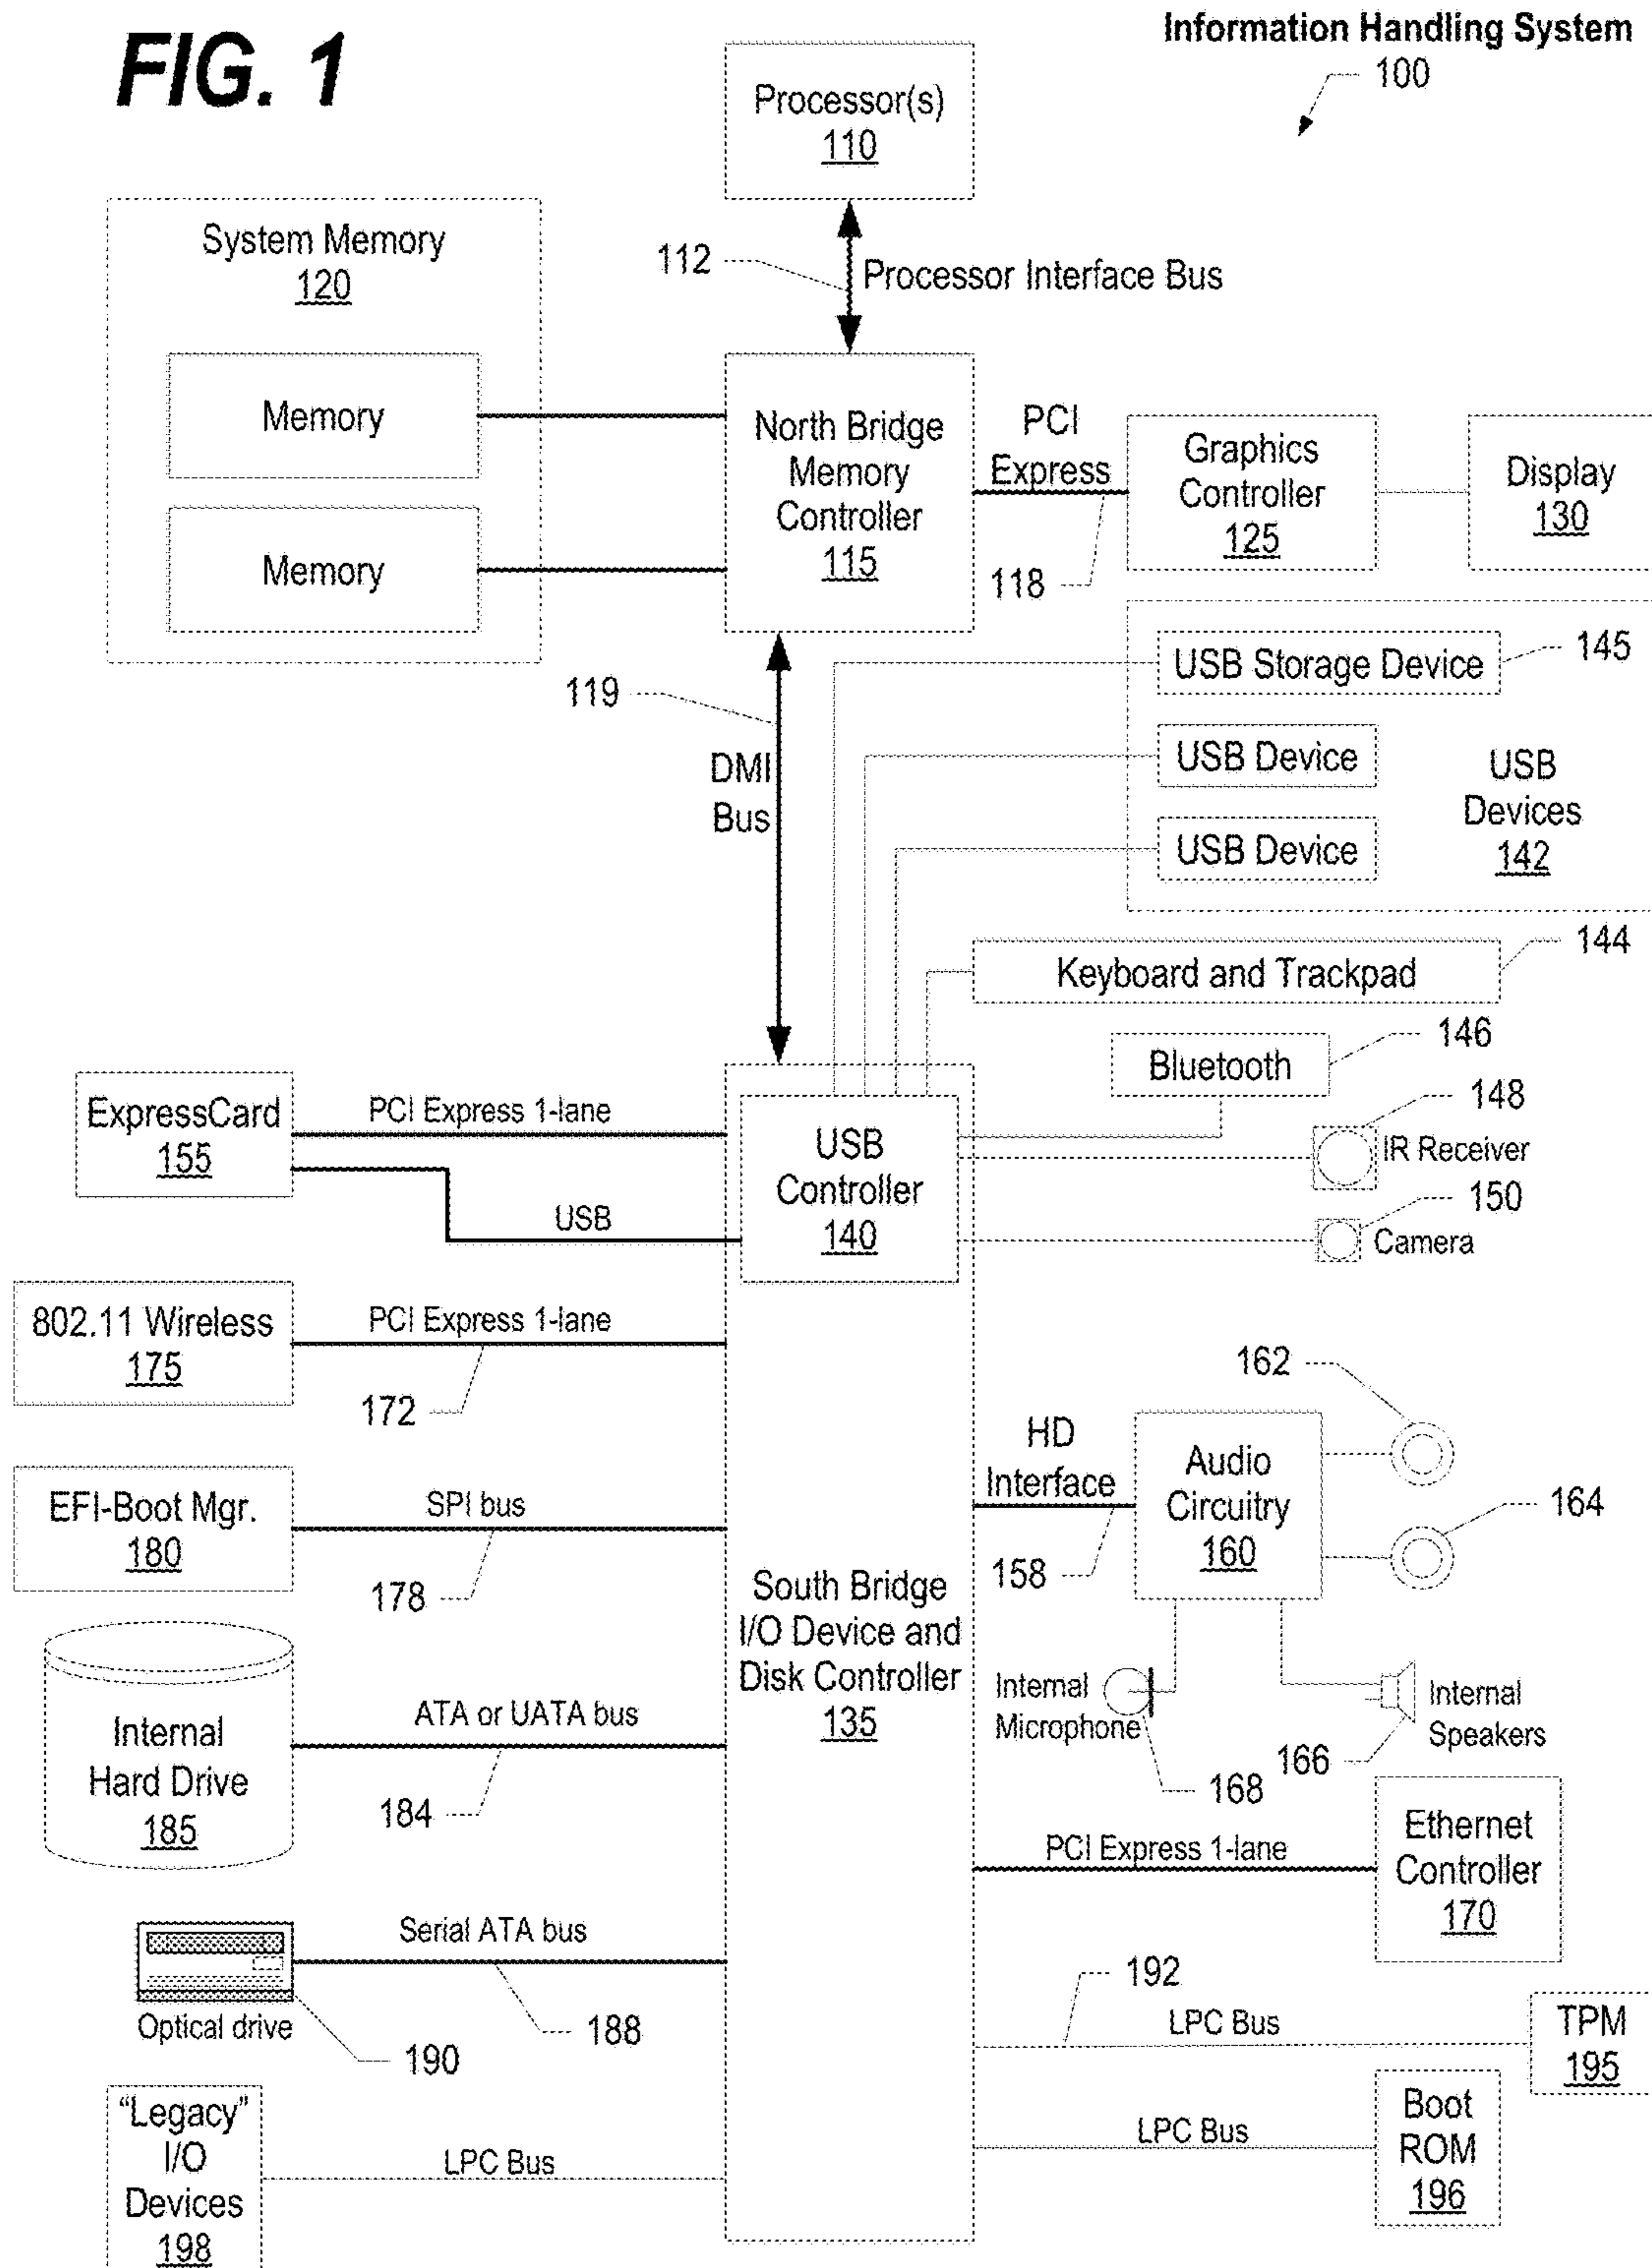 FIG. 1
Information Handling System
100
Processor(s)
110
System Memory
120
112
Processor Interface Bus
Memory
Memory
North Bridge
Memory
Controller
115
PCI
Express
118
Graphics
Controller
125
Display
130
119
DMI
Bus
USB Storage Device
145
USB Device
USB Device
USB
Devices
142
Keyboard and Trackpad
144
Bluetooth
146
148
IR Receiver
150
Camera
ExpressCard
155
PCI Express 1-lane
USB
USB
Controller
140
802.11 Wireless
175
PCI Express 1-lane
172
EFI-Boot Mgr.
180
SPI bus
178
HD
Interface
158
Audio
Circuitry
160
162
164
South Bridge
I/O Device and
Disk Controller
135
Internal
Microphone
168
Internal
Speakers
166
Internal
Hard Drive
185
ATA or UATA bus
184
PCI Express 1-lane
Ethernet
Controller
170
Serial ATA bus
188
Optical drive
190
192
LPC Bus
TPM
195
"Legacy"
I/O
Devices
198
LPC Bus
LPC Bus
Boot
ROM
196